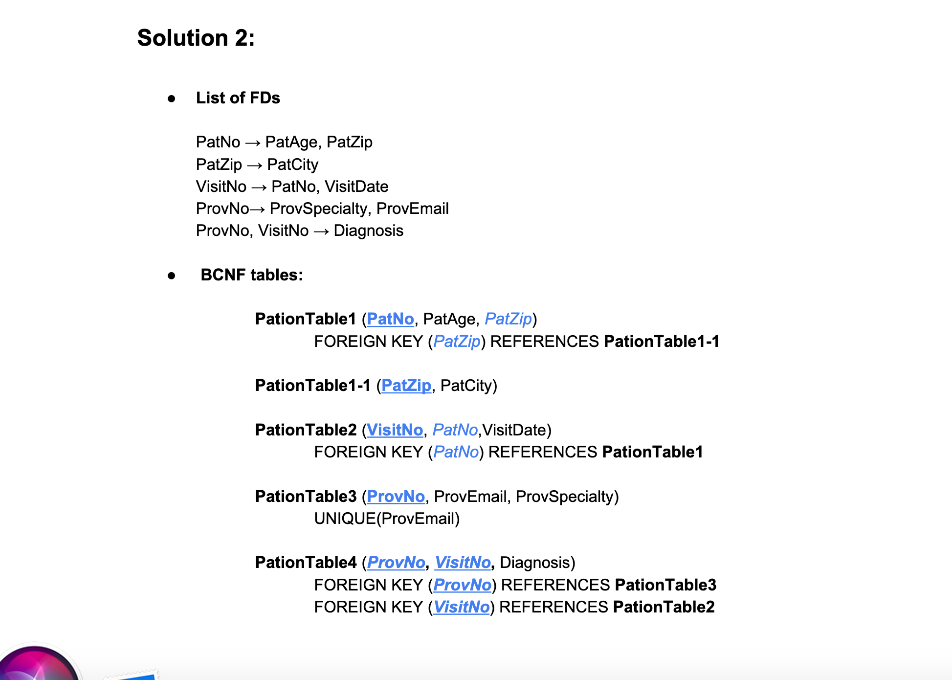 Solution 2:
● List of FDs
PatNo → PatAge, PatZip
PatZip → PatCity
VisitNo → PatNo, VisitDate
ProvNo→ ProvSpecialty, ProvEmail
ProvNo, VisitNo → Diagnosis
● BCNF tables:
PationTable1 (PatNo, PatAge, PatZip)
FOREIGN KEY (PatZip) REFERENCES PationTable1-1
PationTable1-1 (PatZip, PatCity)
PationTable2 (VisitNo, PatNo,VisitDate)
FOREIGN KEY (PatNo) REFERENCES PationTable1
PationTable3 (ProvNo, ProvEmail, ProvSpecialty)
UNIQUE(ProvEmail)
PationTable4 (ProvNo, VisitNo, Diagnosis)
FOREIGN KEY (ProvNo) REFERENCES PationTable3
FOREIGN KEY (VisitNo) REFERENCES PationTable2